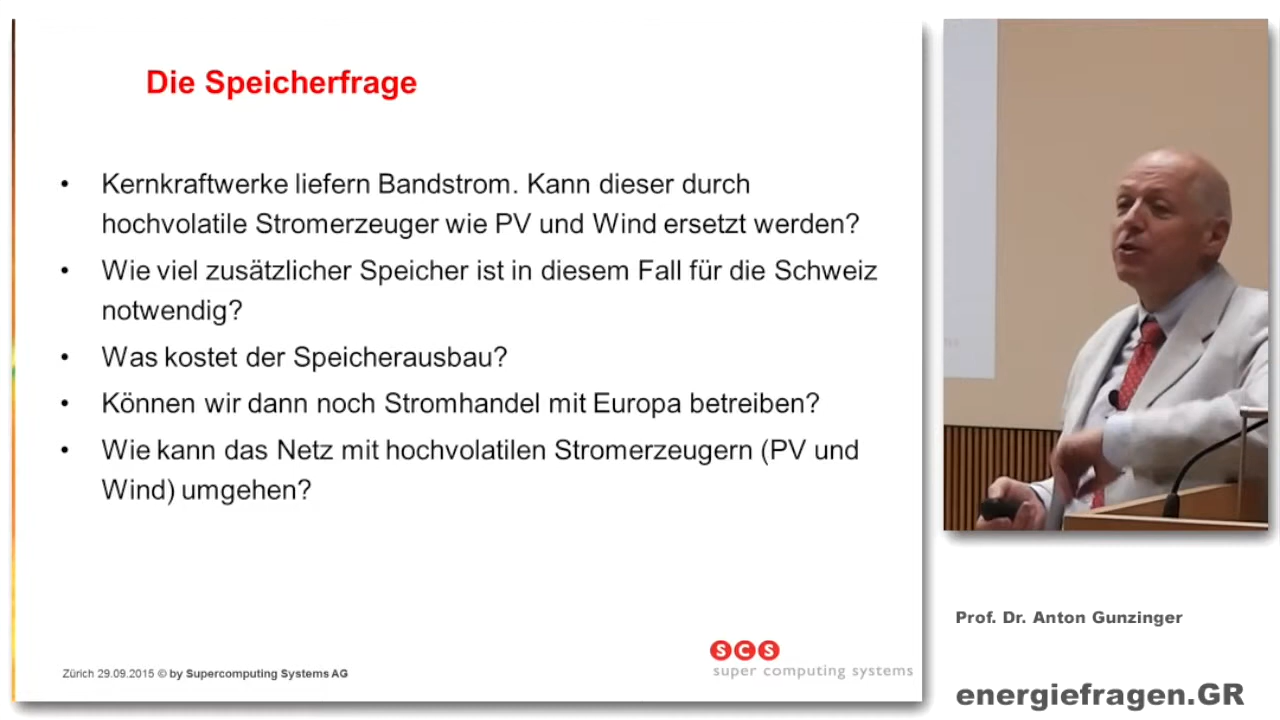 Die Speicherfrage
• Kernkraftwerke liefern Bandstrom. Kann dieser durch
hochvolatile Stromerzeuger wie PV und Wind ersetzt werden?
• Wie viel zusätzlicher Speicher ist in diesem Fall für die Schweiz
notwendig?
• Was kostet der Speicherausbau?
• Können wir dann noch Stromhandel mit Europa betreiben?
• Wie kann das Netz mit hochvolatilen Stromerzeugern (PV und
Wind) umgehen?
Zürich 29.09.2015 © by Supercomputing Systems AG
SCS
super computing systems
Prof. Dr. Anton Gunzinger
energiefragen.GR